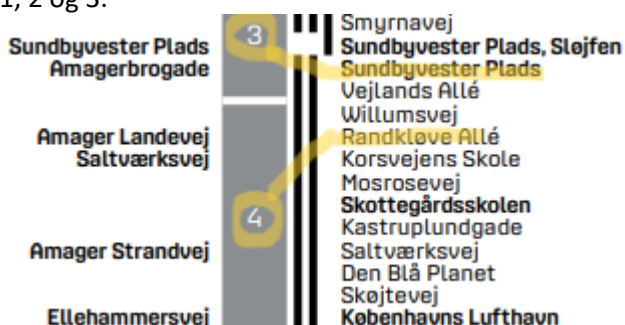 1, 2 og 3.
Sundbyvester Plads
Amagerbrogade
Amager Landevej
Saltværksvej
Amager Strandvej
Ellehammersvej
3
4
Smyrnavej
Sundbyvester Plads, Sløjfen
Sundbyvester Plads
Vejlands Allé
Willumsvej
Randkløve Allé
Korsvejens Skole
Mosrosevej
Skottegårdsskolen
Kastruplundgade
Saltværksvej
Den Blå Planet
Skøjtevej
Københavns Lufthavn